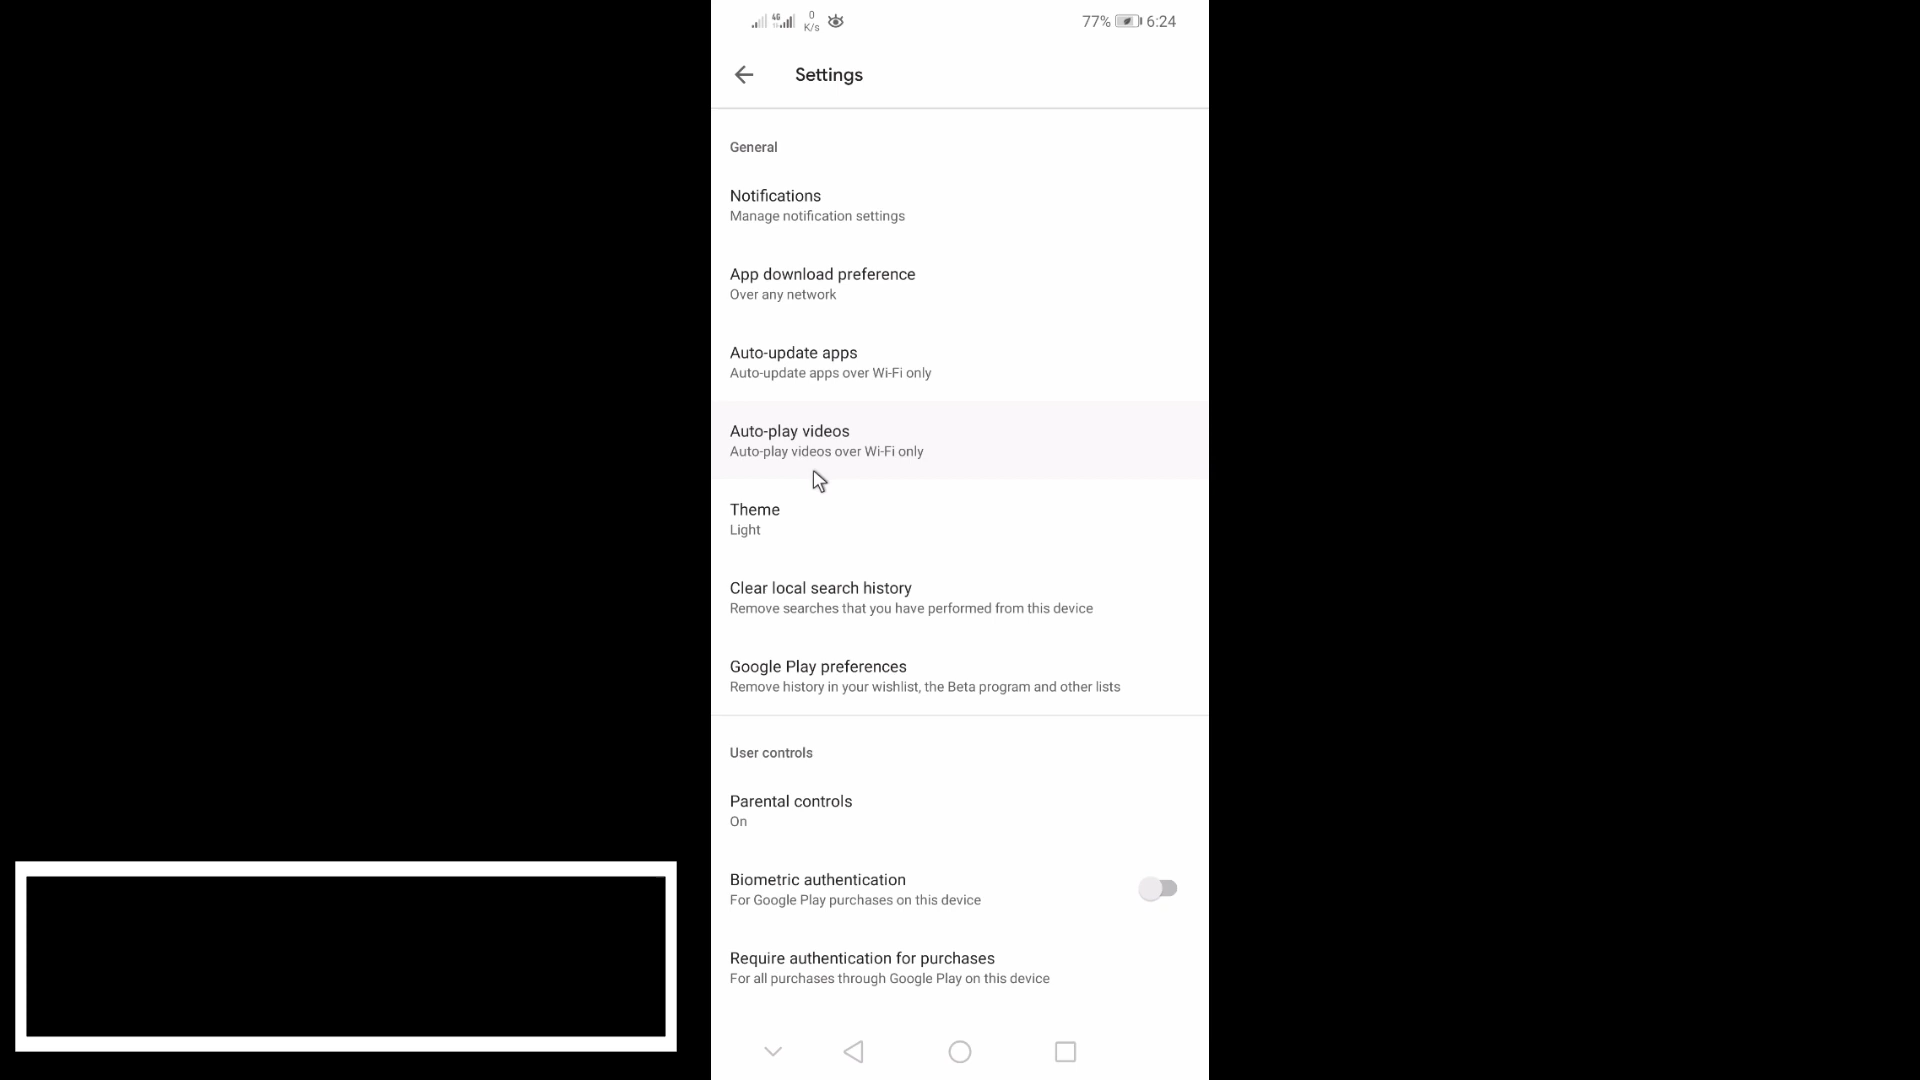 4G 0 K/s 77% 6:24
Settings
General
Notifications
Manage notification settings
App download preference
Over any network
Auto-update apps
Auto-update apps over Wi-Fi only
Auto-play videos
Auto-play videos over Wi-Fi only
Theme
Light
Clear local search history
Remove searches that you have performed from this device
Google Play preferences
Remove history in your wishlist, the Beta program and other lists
User controls
Parental controls
On
Biometric authentication
For Google Play purchases on this device
Require authentication for purchases
For all purchases through Google Play on this device